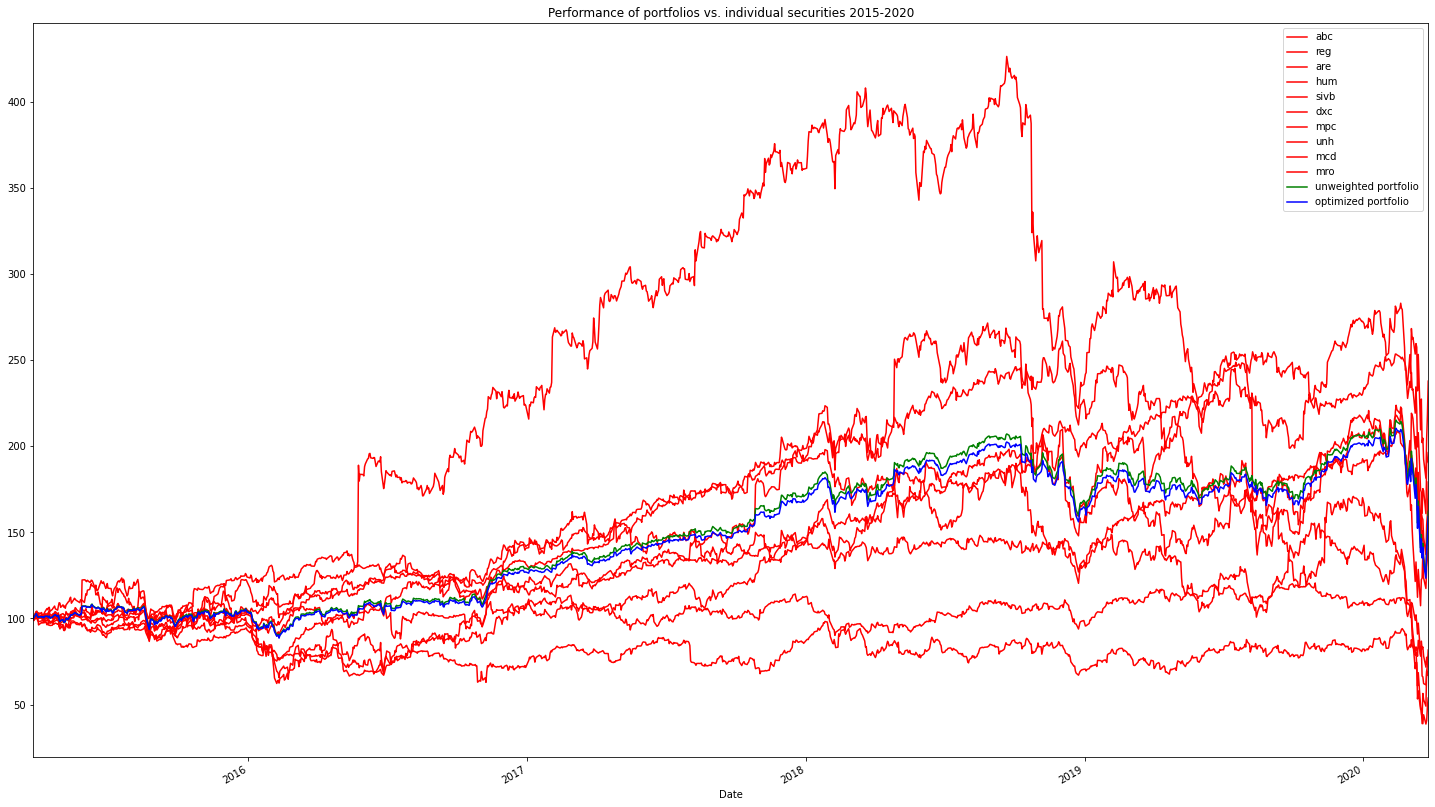 Performance of portfolios vs. individual securities 2015-2020
abc
reg
are
hum
sivb
dxc
mpc
unh
mcd
mro
unweighted portfolio
optimized portfolio
400
350
300
250
200
150
100
50
2016
2017
2018
2019
2020
Date